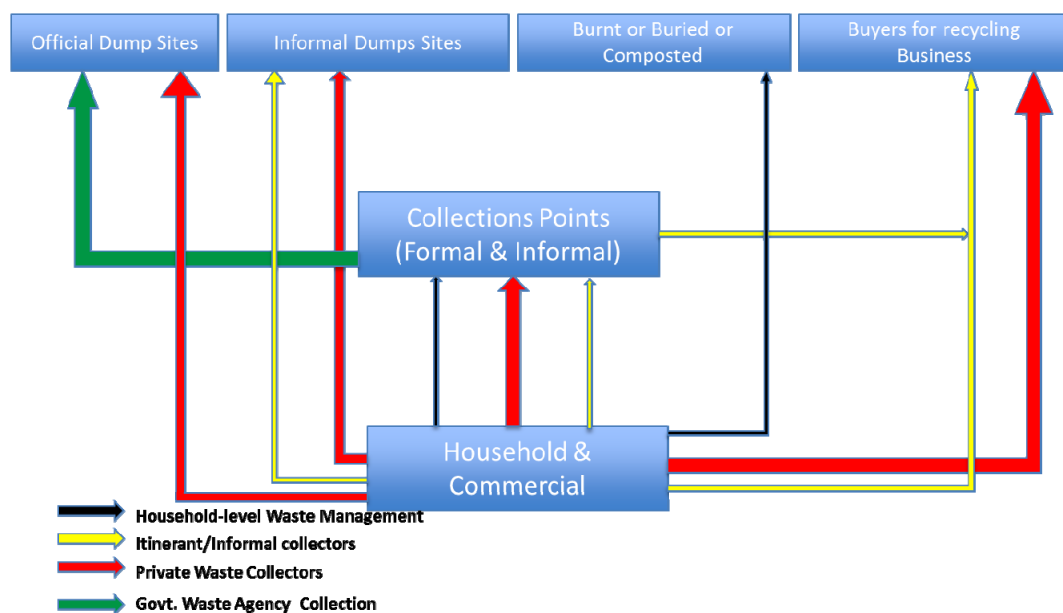 Official Dump Sites
Informal Dumps Sites
Burnt or Buried or
Composted
Buyers for recycling
Business
Collections Points
(Formal & Informal)
Household &
Commercial
Household-level Waste Management
Itinerant/Informal collectors
Private Waste Collectors
Govt. Waste Agency Collection